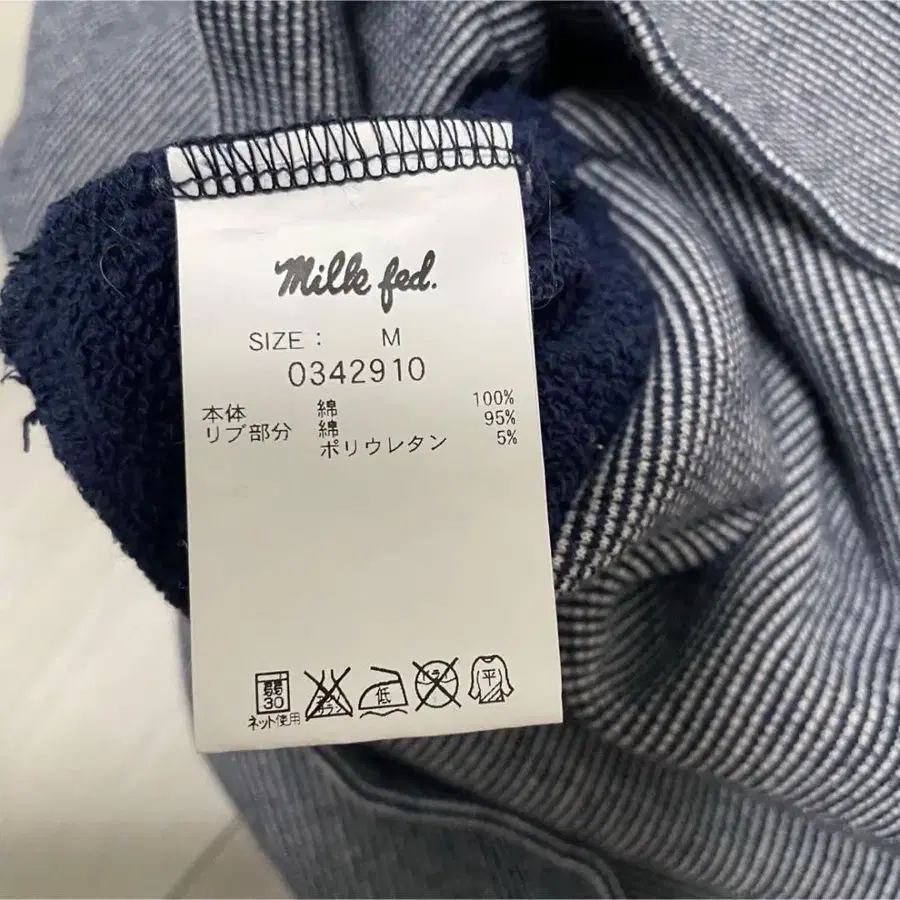 Milk fed.
SIZE : M
0342910
本体 綿 100%
リブ部分 綿 95%
ポリウレタン 5%
弱 低 平
30
ネット使用